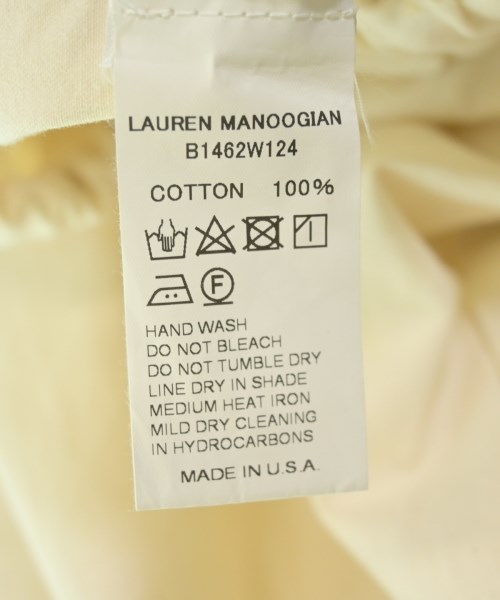 LAUREN MANOOGIAN
B1462W124
COTTON 100%
F
HAND WASH
DO NOT BLEACH
DO NOT TUMBLE DRY
LINE DRY IN SHADE
MEDIUM HEAT IRON
MILD DRY CLEANING
IN HYDROCARBONS
MADE IN U.S.A.